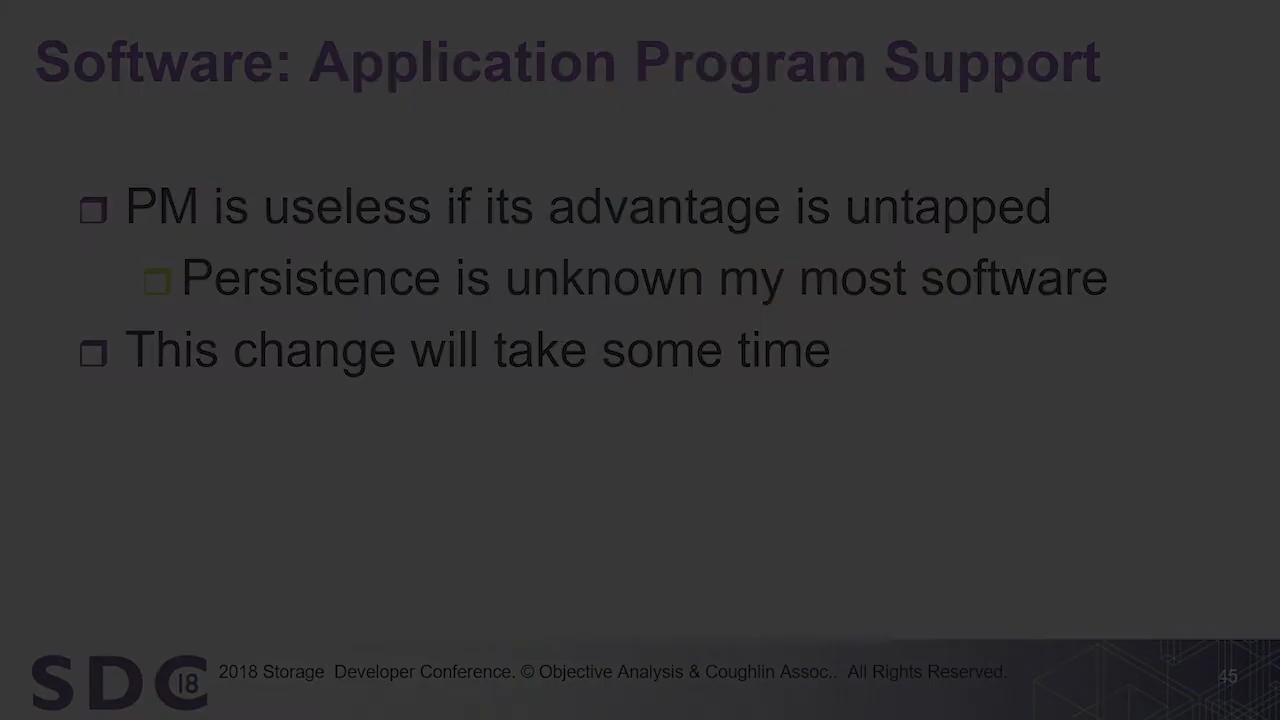 Software: Application Program Support
PM is useless if its advantage is untapped
Persistence is unknown my most software
This change will take some time
SDC 18 2018 Storage Developer Conference. © Objective Analysis & Coughlin Assoc.. All Rights Reserved. 45